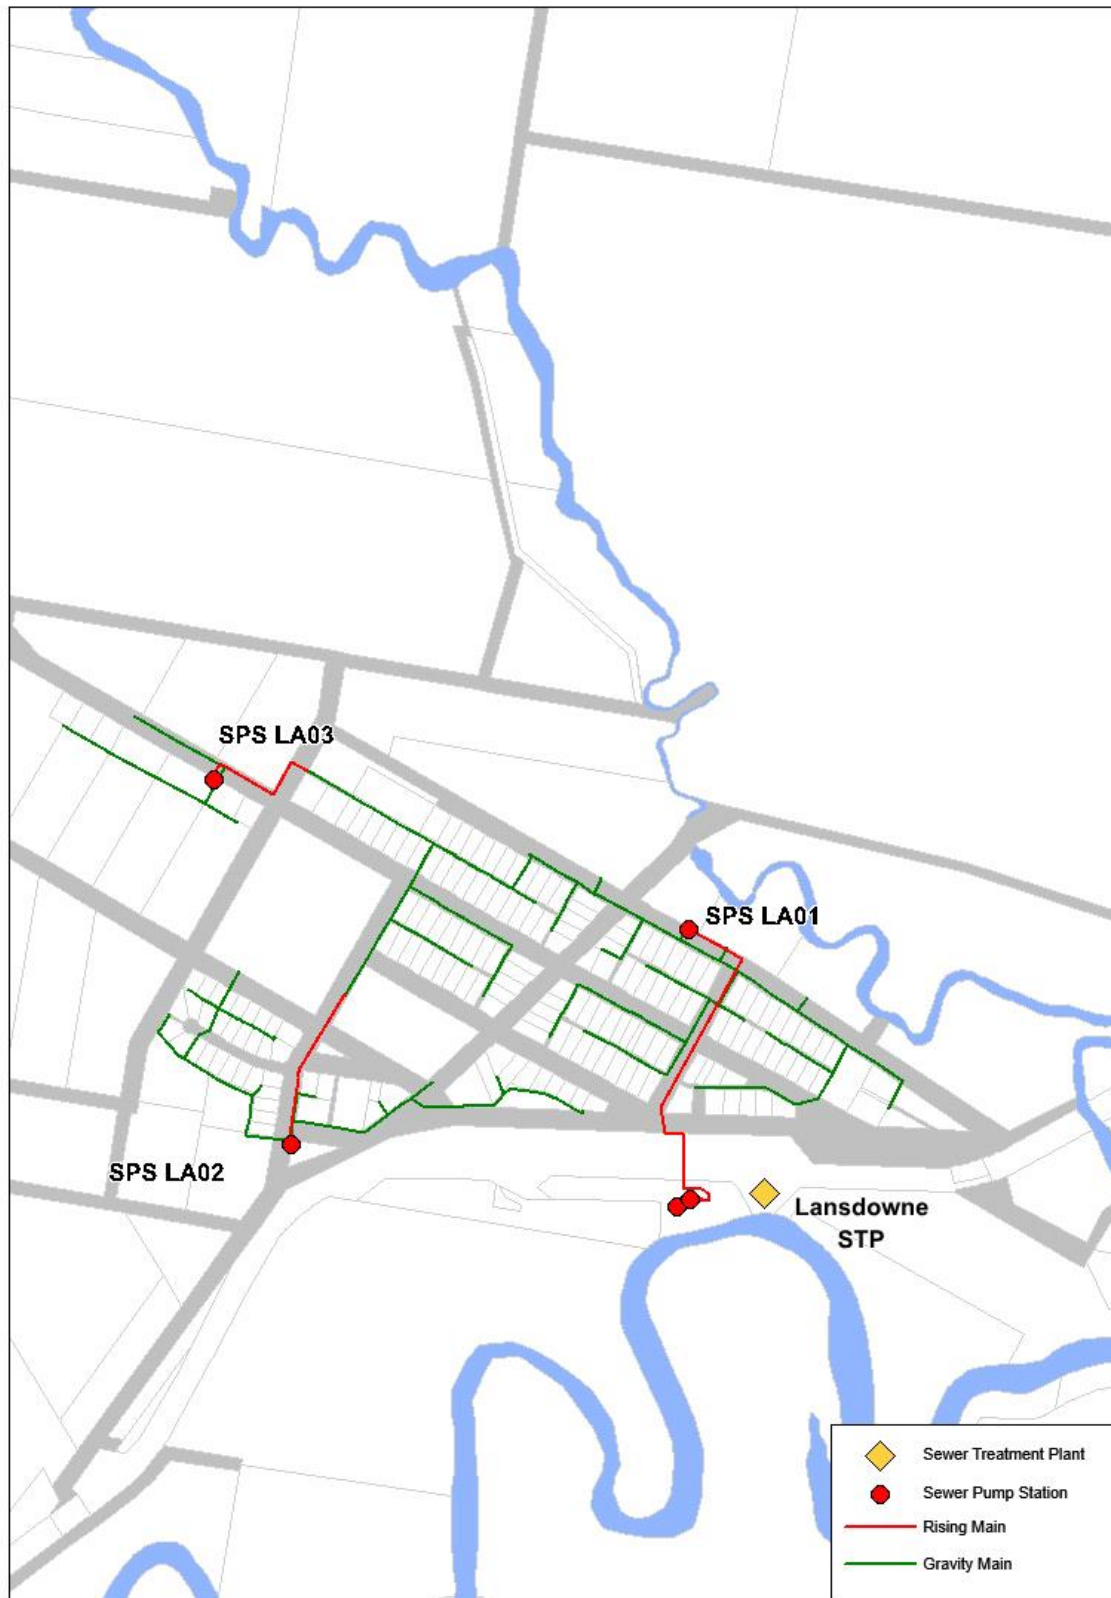 SPS LA03
SPS LA01
SPS LA02
Lansdowne
STP
Sewer Treatment Plant
Sewer Pump Station
Rising Main
Gravity Main